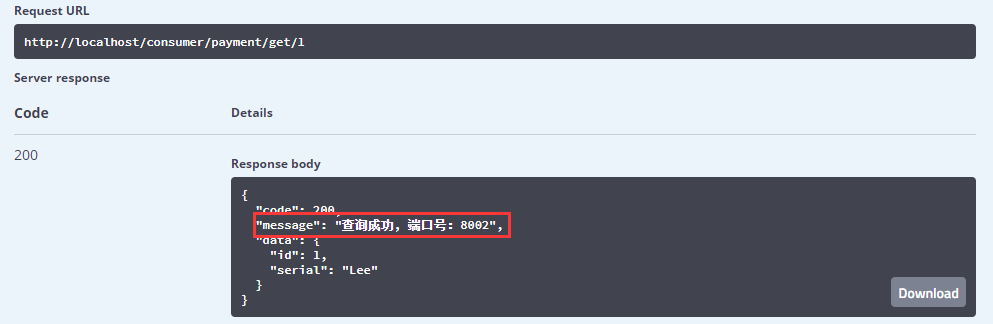 Request URL
http://localhost/consumer/payment/get/1
Server response
Code Details
200
Response body
{
"code": 200,
"message": "查询成功，端口号：8002",
"data": {
"id": 1,
"serial": "Lee"
}
}
Download